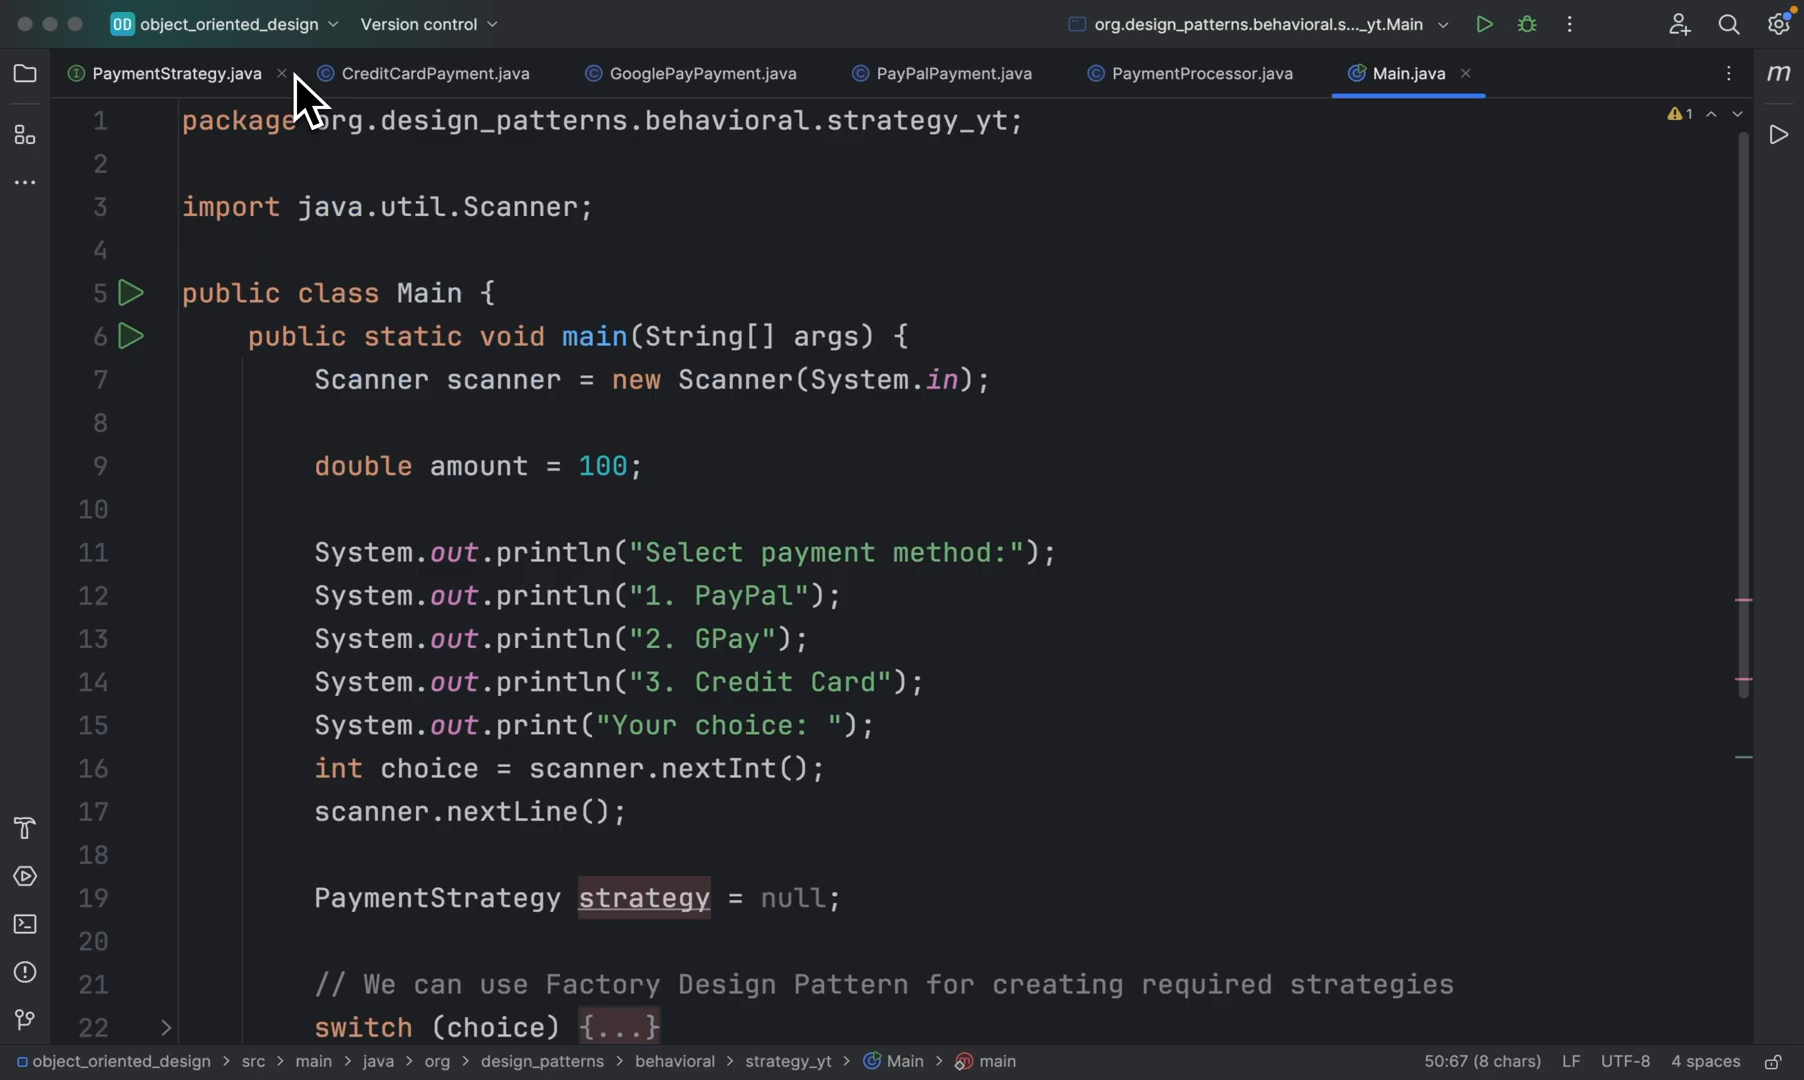 OD object_oriented_design Version control org.design_patterns.behavioral.s..._yt.Main
PaymentStrategy.java CreditCardPayment.java GooglePayPayment.java PayPalPayment.java PaymentProcessor.java Main.java
1 package org.design_patterns.behavioral.strategy_yt; 1
2
3 import java.util.Scanner;
4
5 public class Main {
6 public static void main(String[] args) {
7 Scanner scanner = new Scanner(System.in);
8
9 double amount = 100;
10
11 System.out.println("Select payment method:");
12 System.out.println("1. PayPal");
13 System.out.println("2. GPay");
14 System.out.println("3. Credit Card");
15 System.out.print("Your choice: ");
16 int choice = scanner.nextInt();
17 scanner.nextLine();
18
19 PaymentStrategy strategy = null;
20
21 // We can use Factory Design Pattern for creating required strategies
22 switch (choice) {...}
object_oriented_design > src > main > java > org > design_patterns > behavioral > strategy_yt > Main > main 50:67 (8 chars) LF UTF-8 4 spaces